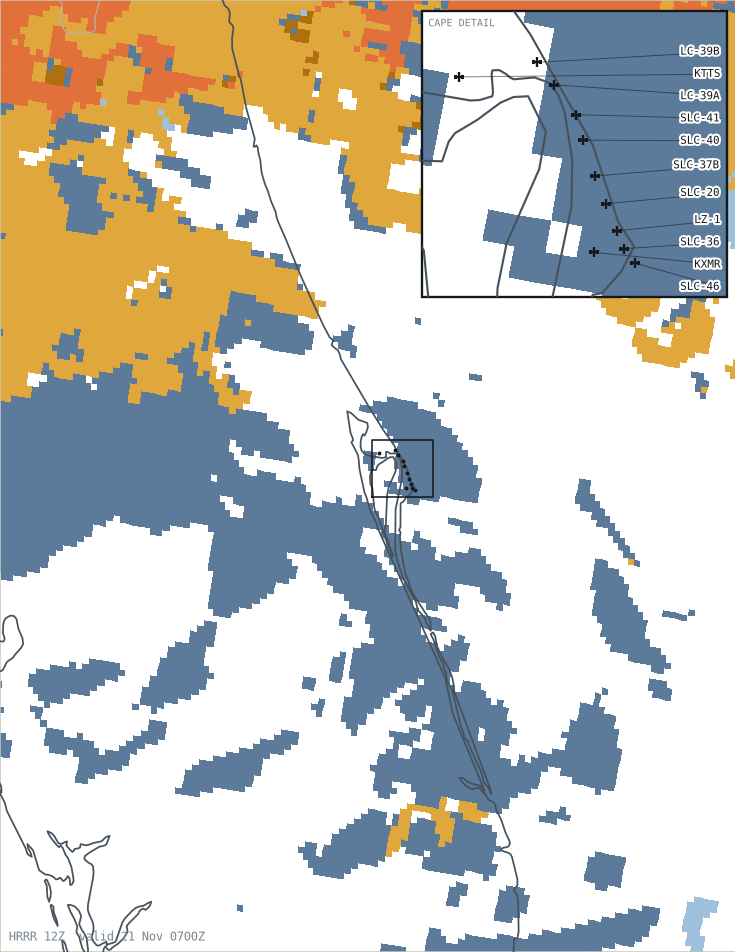 CAPE DETAIL
LC-39B
KTTS
LC-39A
SLC-41
SLC-40
SLC-37B
SLC-20
LZ-1
SLC-36
KXMR
SLC-46
HRRR 12Z valid 21 Nov 0700Z